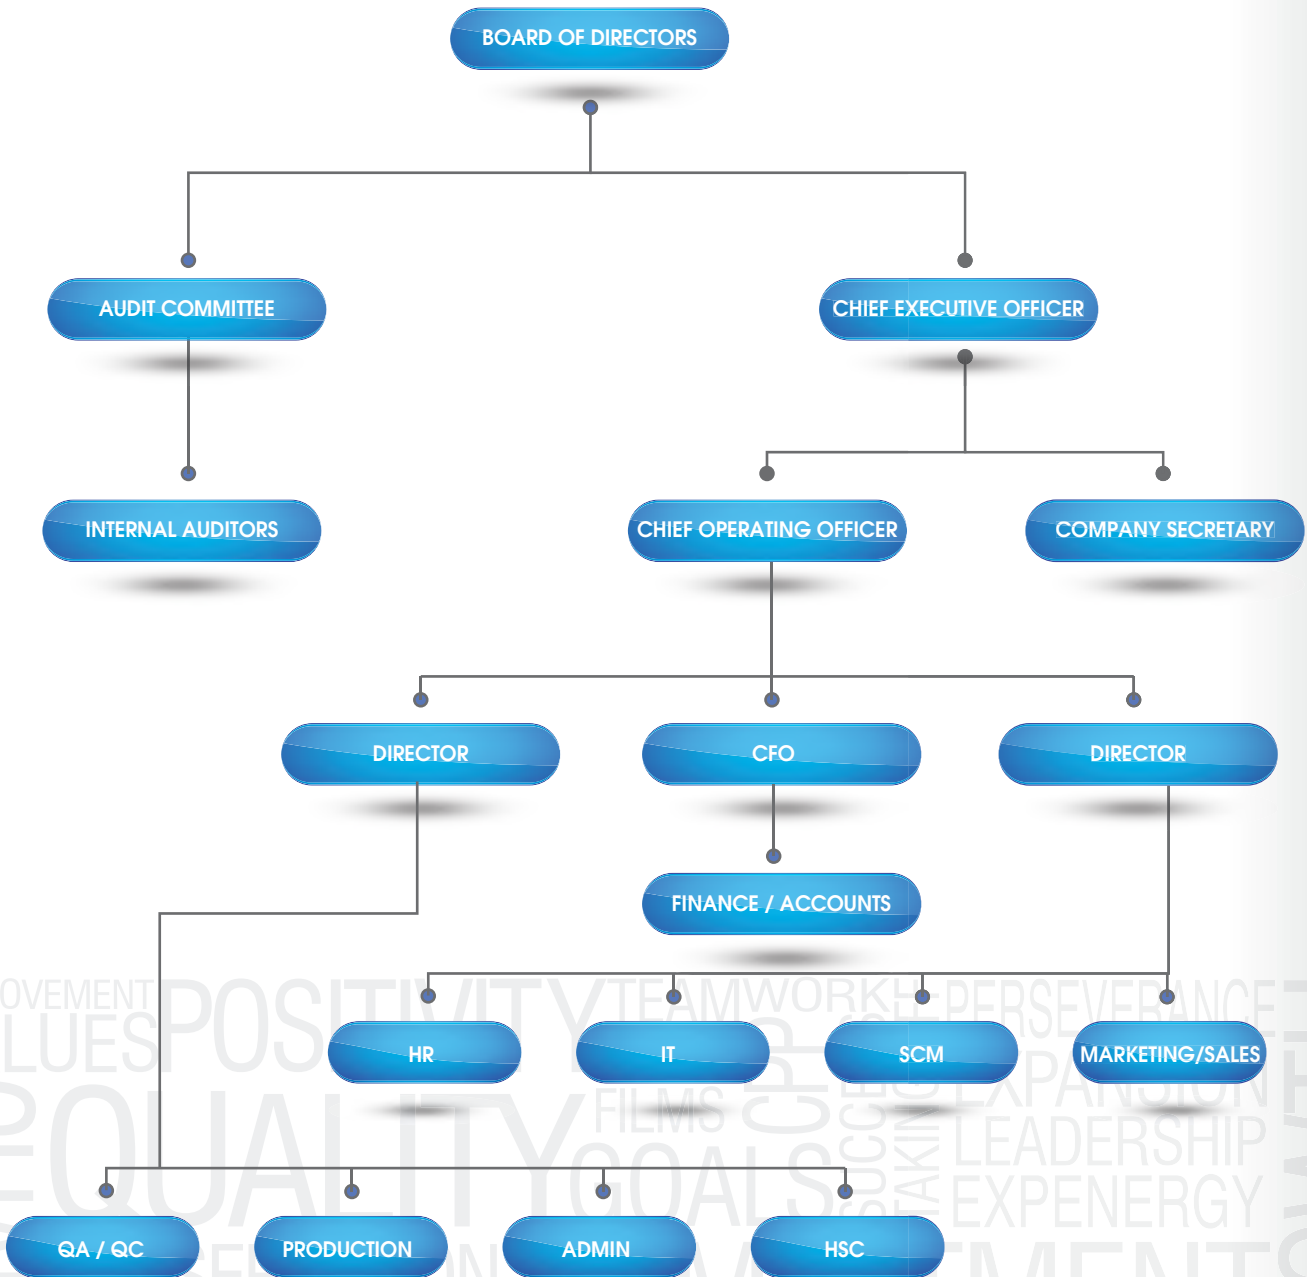 BOARD OF DIRECTORS
AUDIT COMMITTEE
CHIEF EXECUTIVE OFFICER
INTERNAL AUDITORS
CHIEF OPERATING OFFICER
COMPANY SECRETARY
DIRECTOR
CFO
DIRECTOR
FINANCE / ACCOUNTS
OVEMENT
POSITIVITY
TEAMWORK
PERSEVERANCE
LUES
HR
IT
SCM
MARKETING/SALES
CPP
EXPANSION
QUALITY
FILMS
LEADERSHIP
GOALS
EXPENERGY
QA / QC
PRODUCTION
ADMIN
HSC